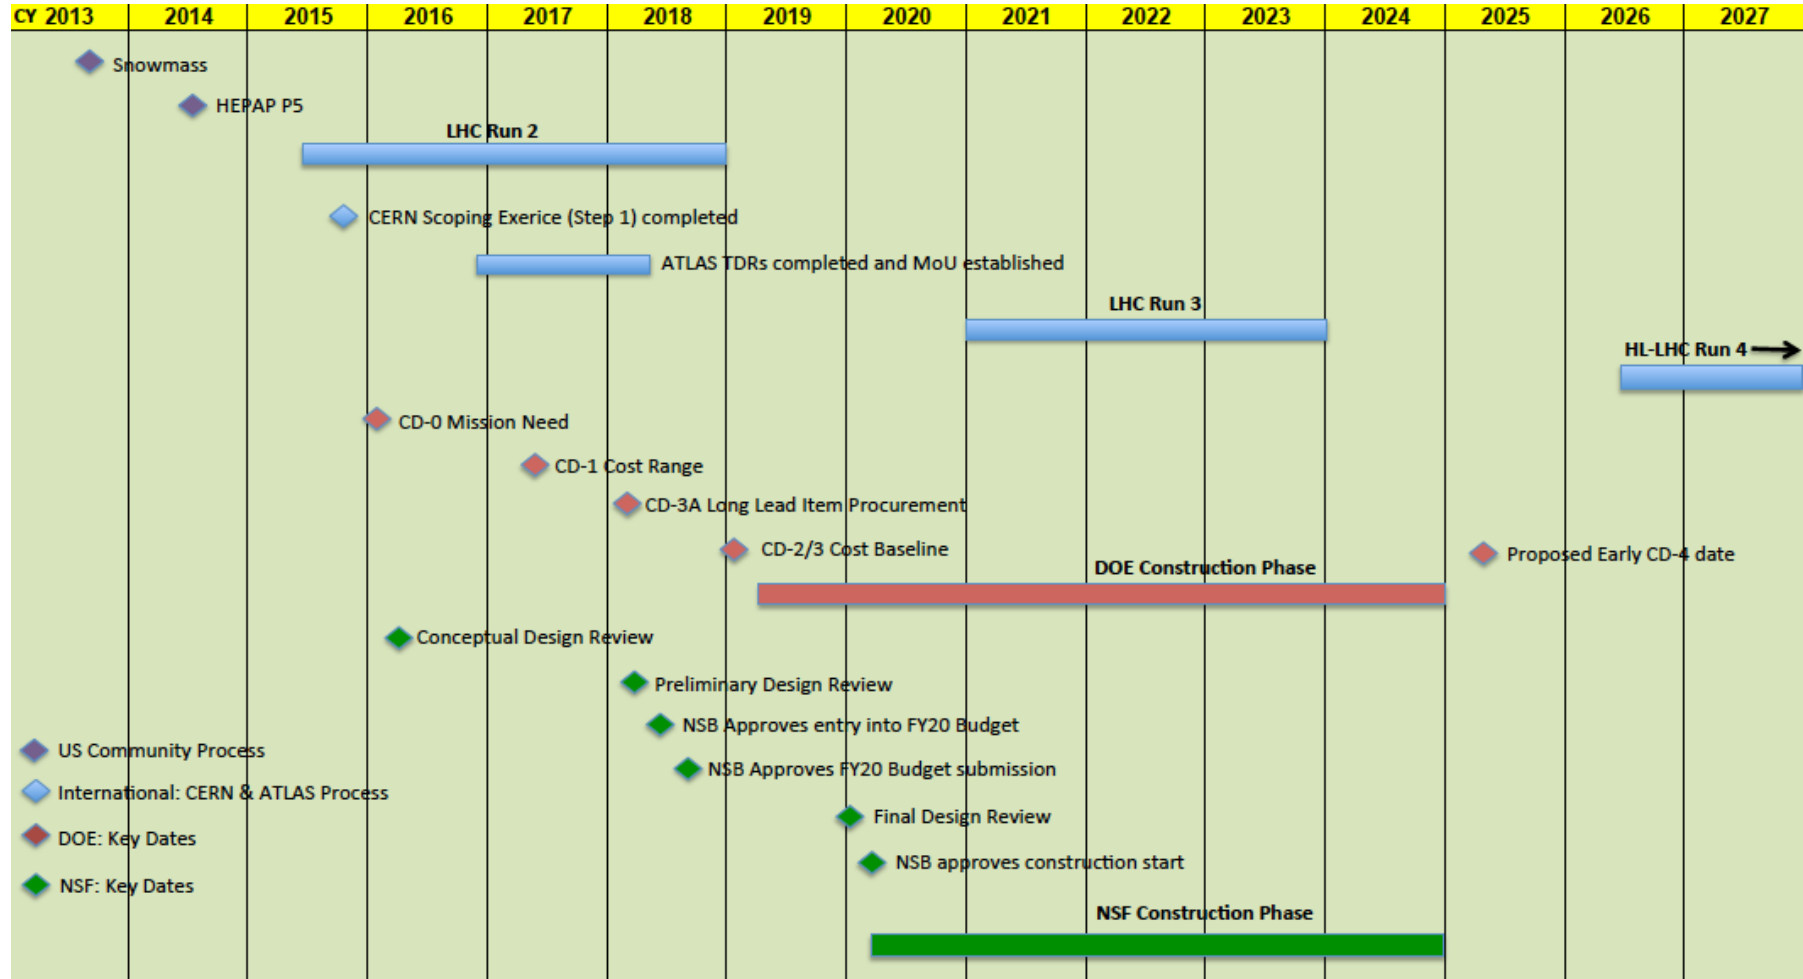 CY 2013 2014 2015 2016 2017 2018 2019 2020 2021 2022 2023 2024 2025 2026 2027
Snowmass
HEPAP P5
LHC Run 2
CERN Scoping Exerice (Step 1) completed
ATLAS TDRs completed and MoU established
LHC Run 3
HL-LHC Run 4
CD-0 Mission Need
CD-1 Cost Range
CD-3A Long Lead Item Procurement
CD-2/3 Cost Baseline
Proposed Early CD-4 date
DOE Construction Phase
Conceptual Design Review
Preliminary Design Review
NSB Approves entry into FY20 Budget
US Community Process
NSB Approves FY20 Budget submission
International: CERN & ATLAS Process
Final Design Review
DOE: Key Dates
NSB approves construction start
NSF: Key Dates
NSF Construction Phase